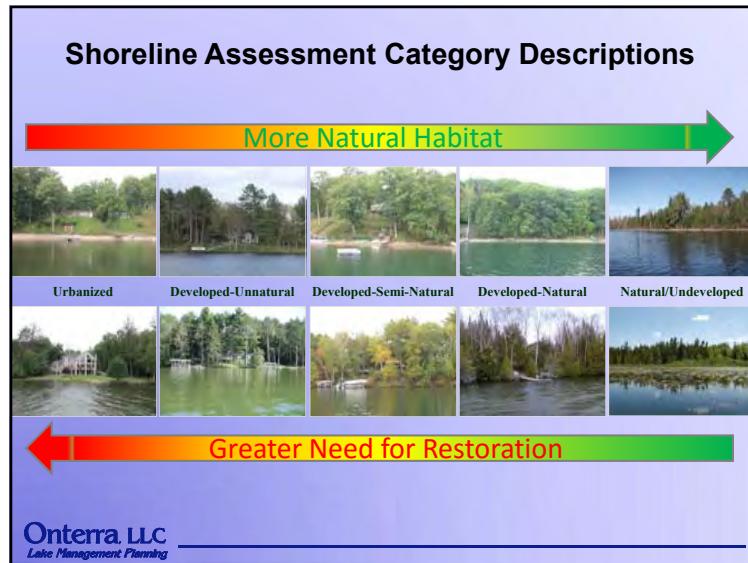 Shoreline Assessment Category Descriptions
More Natural Habitat
Urbanized
Developed-Unnatural
Developed-Semi-Natural
Developed-Natural
Natural/Undeveloped
Greater Need for Restoration
Onterra, LLC
Lake Management Planning